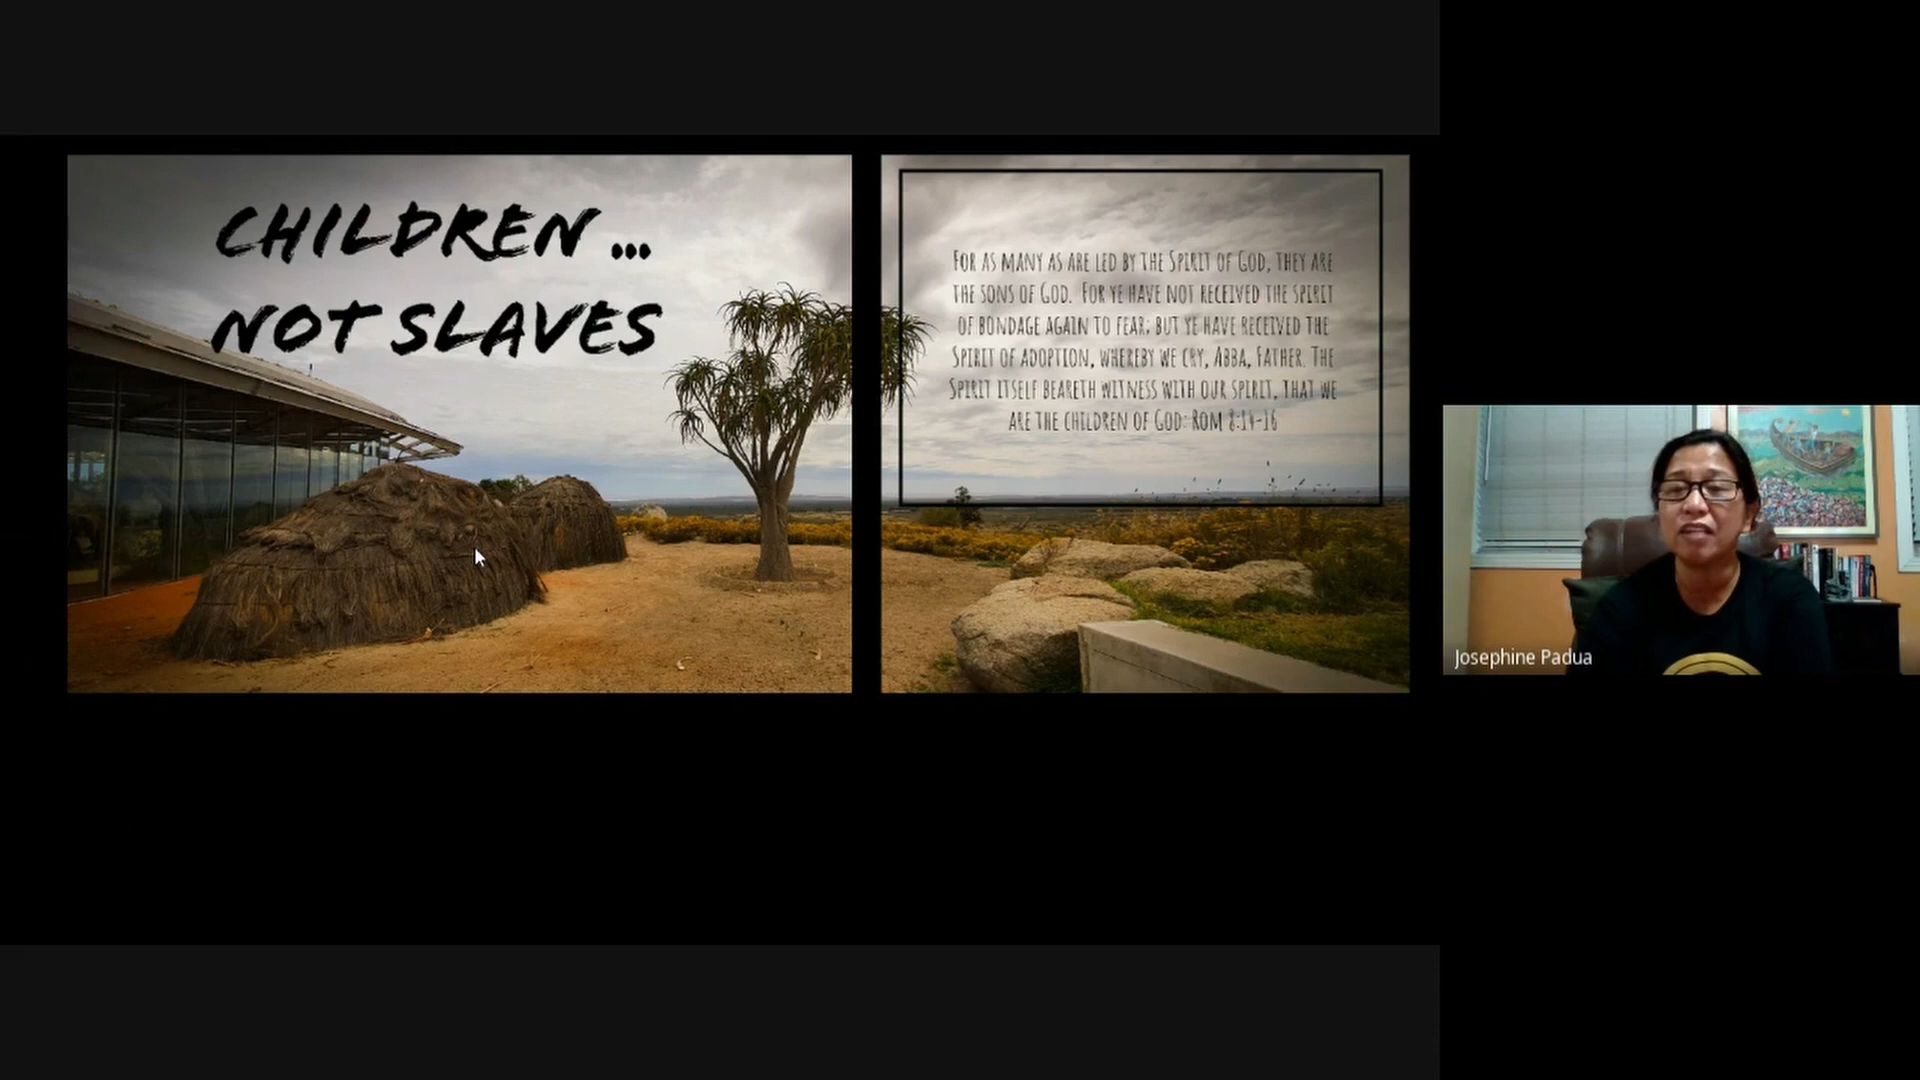 CHILDREN ...
NOT SLAVES
FOR AS MANY AS ARE LED BY THE SPIRIT OF GOD, THEY ARE
THE SONS OF GOD. FOR YE HAVE NOT RECEIVED THE SPIRIT
OF BONDAGE AGAIN TO FEAR; BUT YE HAVE RECEIVED THE
SPIRIT OF ADOPTION, WHEREBY WE CRY, ABBA, FATHER. THE
SPIRIT ITSELF BEARETH WITNESS WITH OUR SPIRIT, THAT WE
ARE THE CHILDREN OF GOD: ROM 8:14-16
Josephine Padua